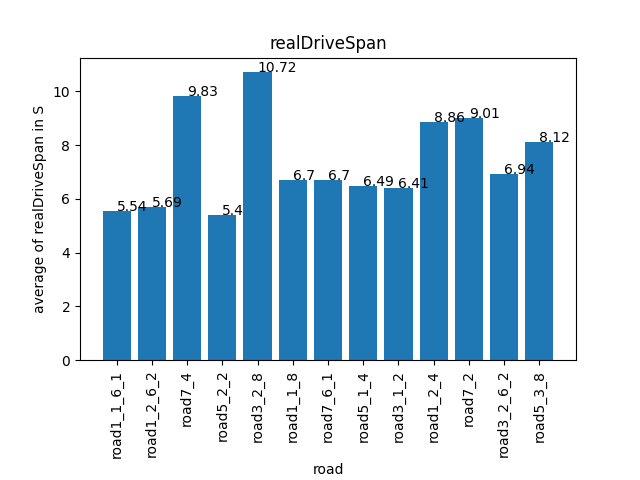 realDriveSpan
average of realDriveSpan in S
10
8
6
4
2
0
5.54
5.69
9.83
5.4
10.72
6.7
6.7
6.49
6.41
8.86
9.01
6.94
8.12
road1_1_6_1
road1_2_6_2
road7_4
road5_2_2
road3_2_8
road1_1_8
road7_6_1
road5_1_4
road3_1_2
road1_2_4
road7_2
road3_2_6_2
road5_3_8
road